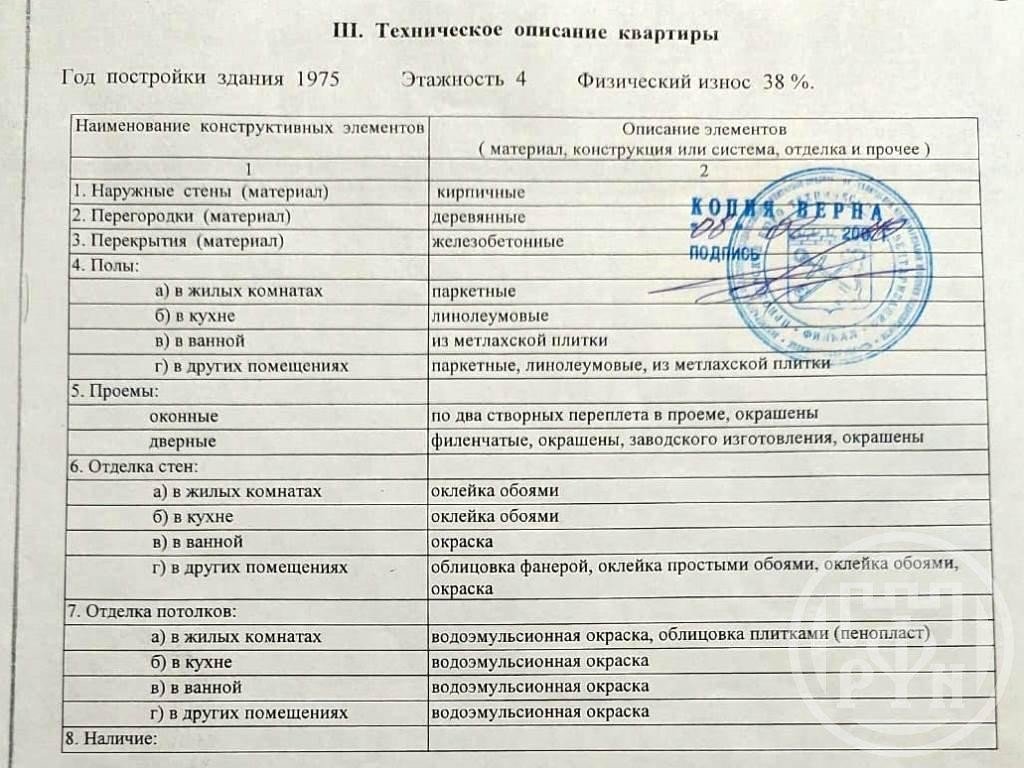 III. Техническое описание квартиры
Год постройки здания 1975 Этажность 4 Физический износ 38 %.
Наименование конструктивных элементов Описание элементов
( материал, конструкция или система, отделка и прочее )
1 2
1. Наружные стены (материал) кирпичные
2. Перегородки (материал) деревянные
3. Перекрытия (материал) железобетонные
КОПИЯ ВЕРНА
08
200
ПОДПИСЬ
ФИЛИАЛ
4. Полы:
а) в жилых комнатах паркетные
б) в кухне линолеумовые
в) в ванной из метлахской плитки
г) в других помещениях паркетные, линолеумовые, из метлахской плитки
5. Проемы:
оконные по два створных переплета в проеме, окрашены
дверные филенчатые, окрашены, заводского изготовления, окрашены
6. Отделка стен:
а) в жилых комнатах оклейка обоями
б) в кухне оклейка обоями
в) в ванной окраска
г) в других помещениях облицовка фанерой, оклейка простыми обоями, оклейка обоями,
окраска
7. Отделка потолков:
а) в жилых комнатах водоэмульсионная окраска, облицовка плитками (пенопласт)
б) в кухне водоэмульсионная окраска
в) в ванной водоэмульсионная окраска
г) в других помещениях водоэмульсионная окраска
8. Наличие: